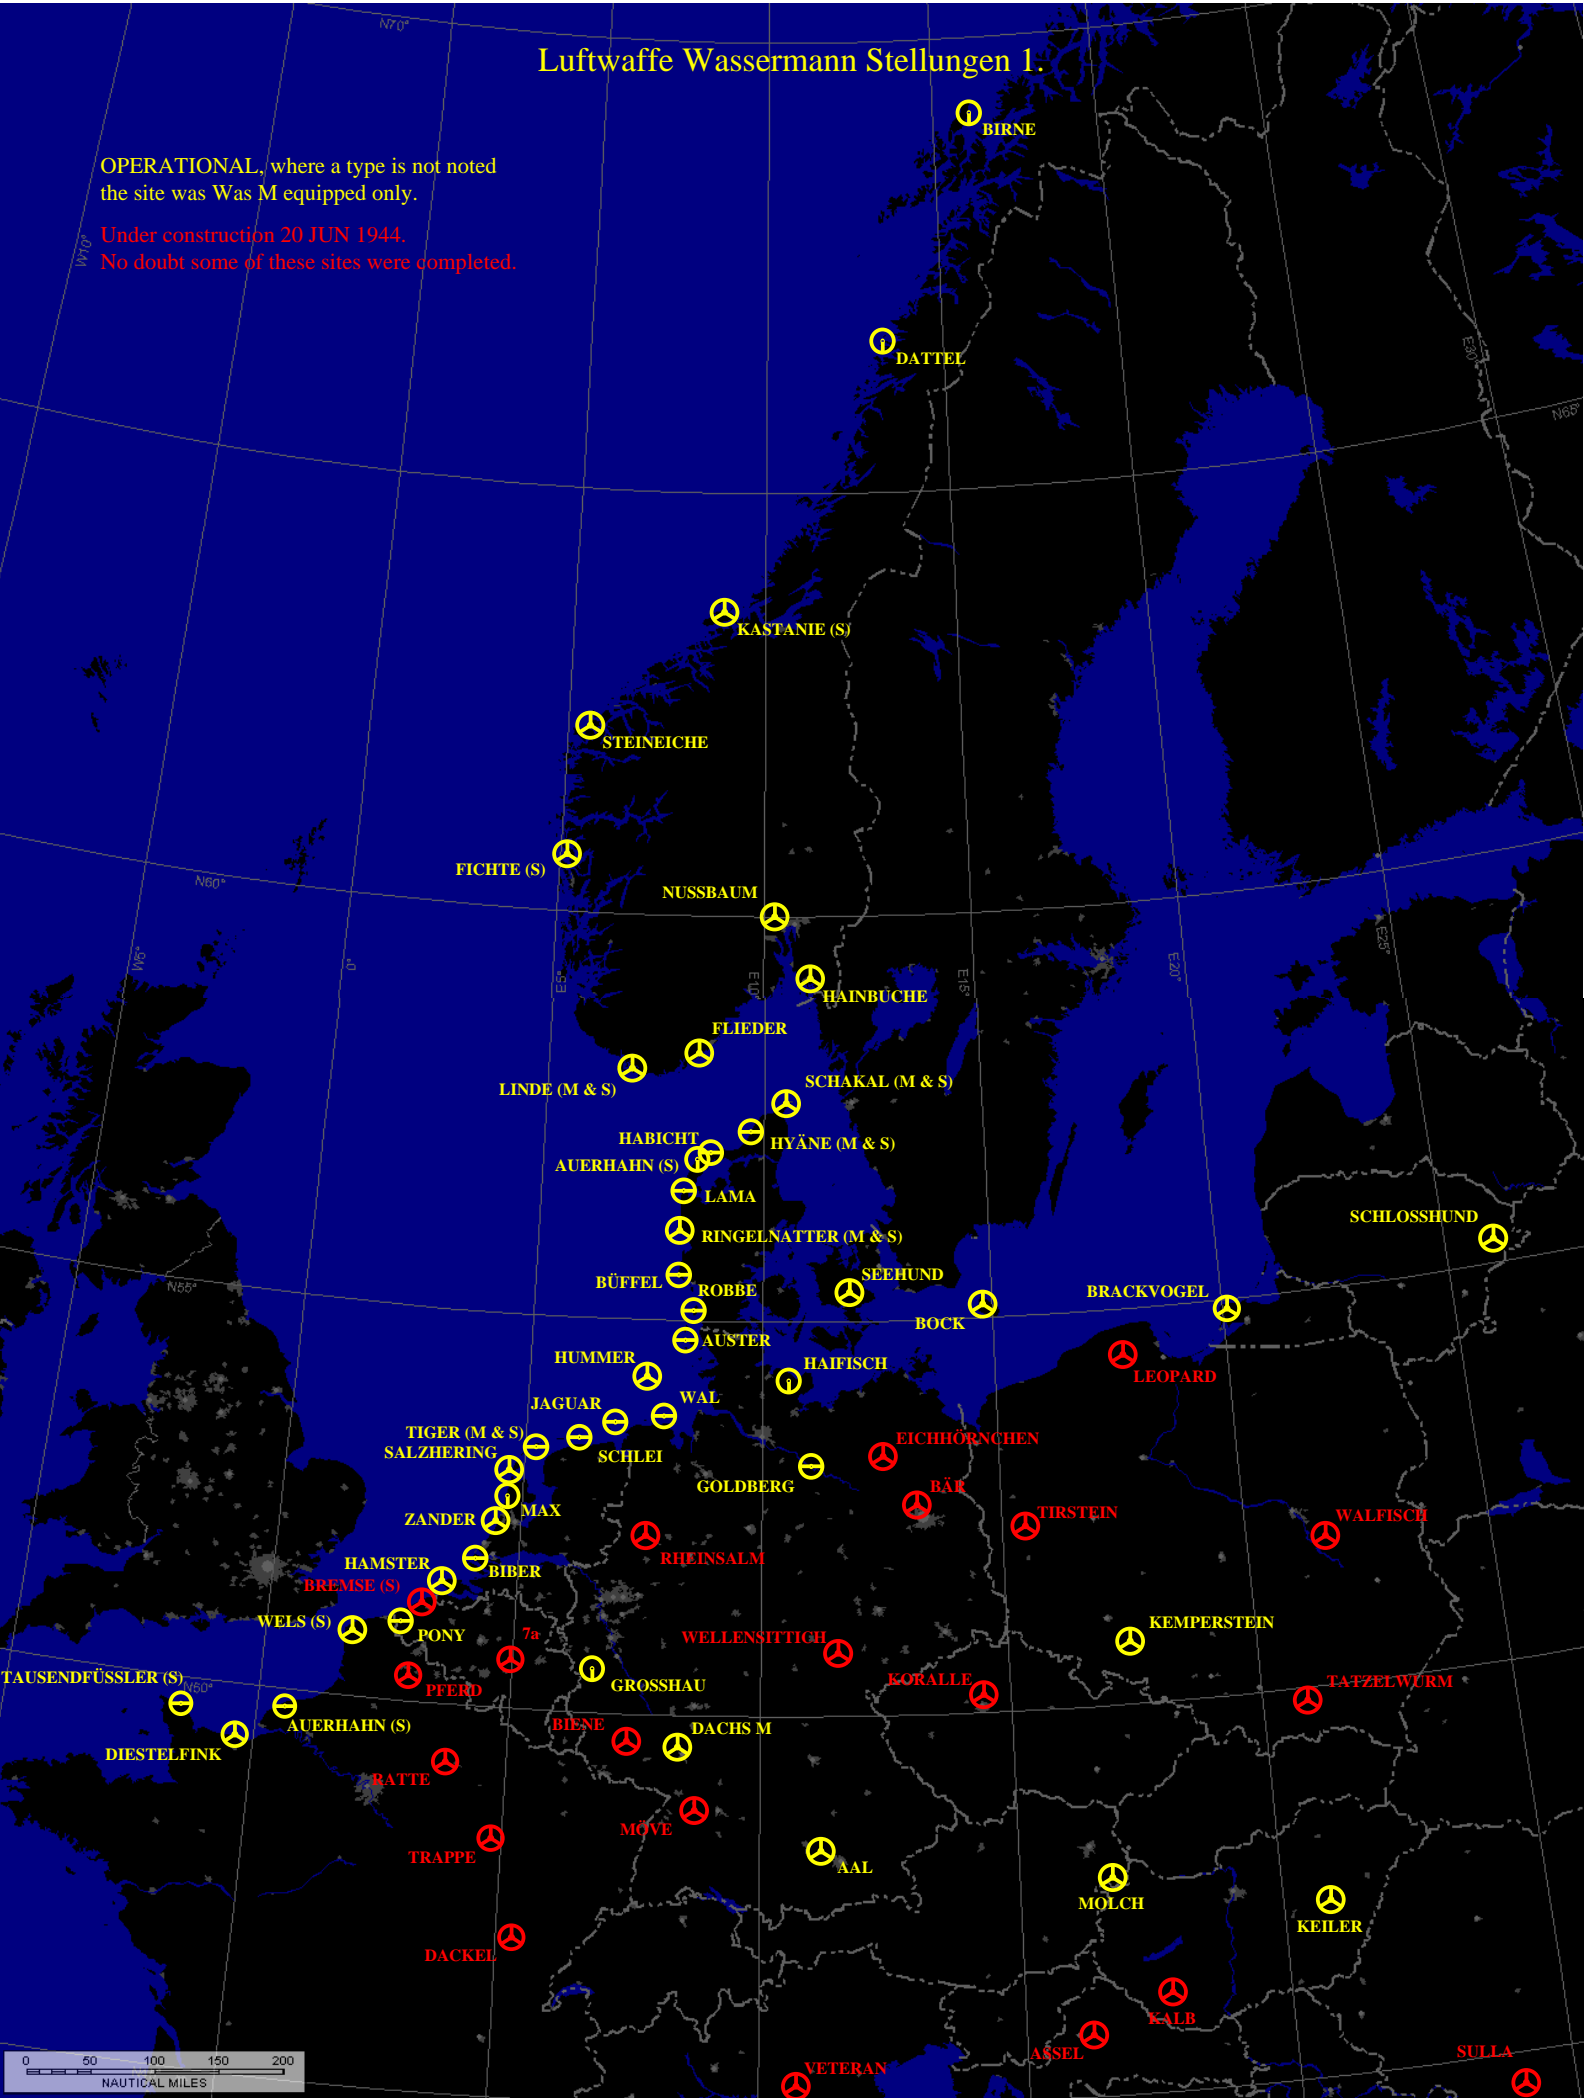 N70°
Luftwaffe Wassermann Stellungen 1.
BIRNE
OPERATIONAL, where a type is not noted
the site was Was M equipped only.
Under construction 20 JUN 1944.
No doubt some of these sites were completed.
W10°
DATTEL
E30°
N65°
KASTANIE (S)
STEINEICHE
FICHTE (S)
N60°
NUSSBAUM
W5°
0°
E5°
E10°
E15°
E20°
E25°
HAINBUCHE
FLIEDER
LINDE (M & S)
SCHAKAL (M & S)
HABICHT
HYÄNE (M & S)
AUERHAHN (S)
LAMA
SCHLOSSHUND
RINGELNATTER (M & S)
N55°
BÜFFEL
SEEHUND
ROBBE
BRACKVOGEL
BOCK
AUSTER
HUMMER
HAIFISCH
LEOPARD
JAGUAR
WAL
TIGER (M & S)
SALZHERING
SCHLEI
EICHHÖRNCHEN
GOLDBERG
BÄR
MAX
ZANDER
TIRSTEIN
WALFISCH
RHEINSALM
HAMSTER
BIBER
BREMSE (S)
WELS (S)
PONY
7a
WELLENSITTIGH
KEMPERSTEIN
TAUSENDFÜSSLER (S)
N50°
PFERD
GROSSHAU
KORALLE
TATZELWURM
AUERHAHN (S)
BIENE
DACHS M
DIESTELFINK
RATTE
MÖVE
TRAPPE
AAL
MOLCH
KEILER
DACKEL
KALB
ASSEL
SULLA
VETERAN
0 50 100 150 200
NAUTICAL MILES